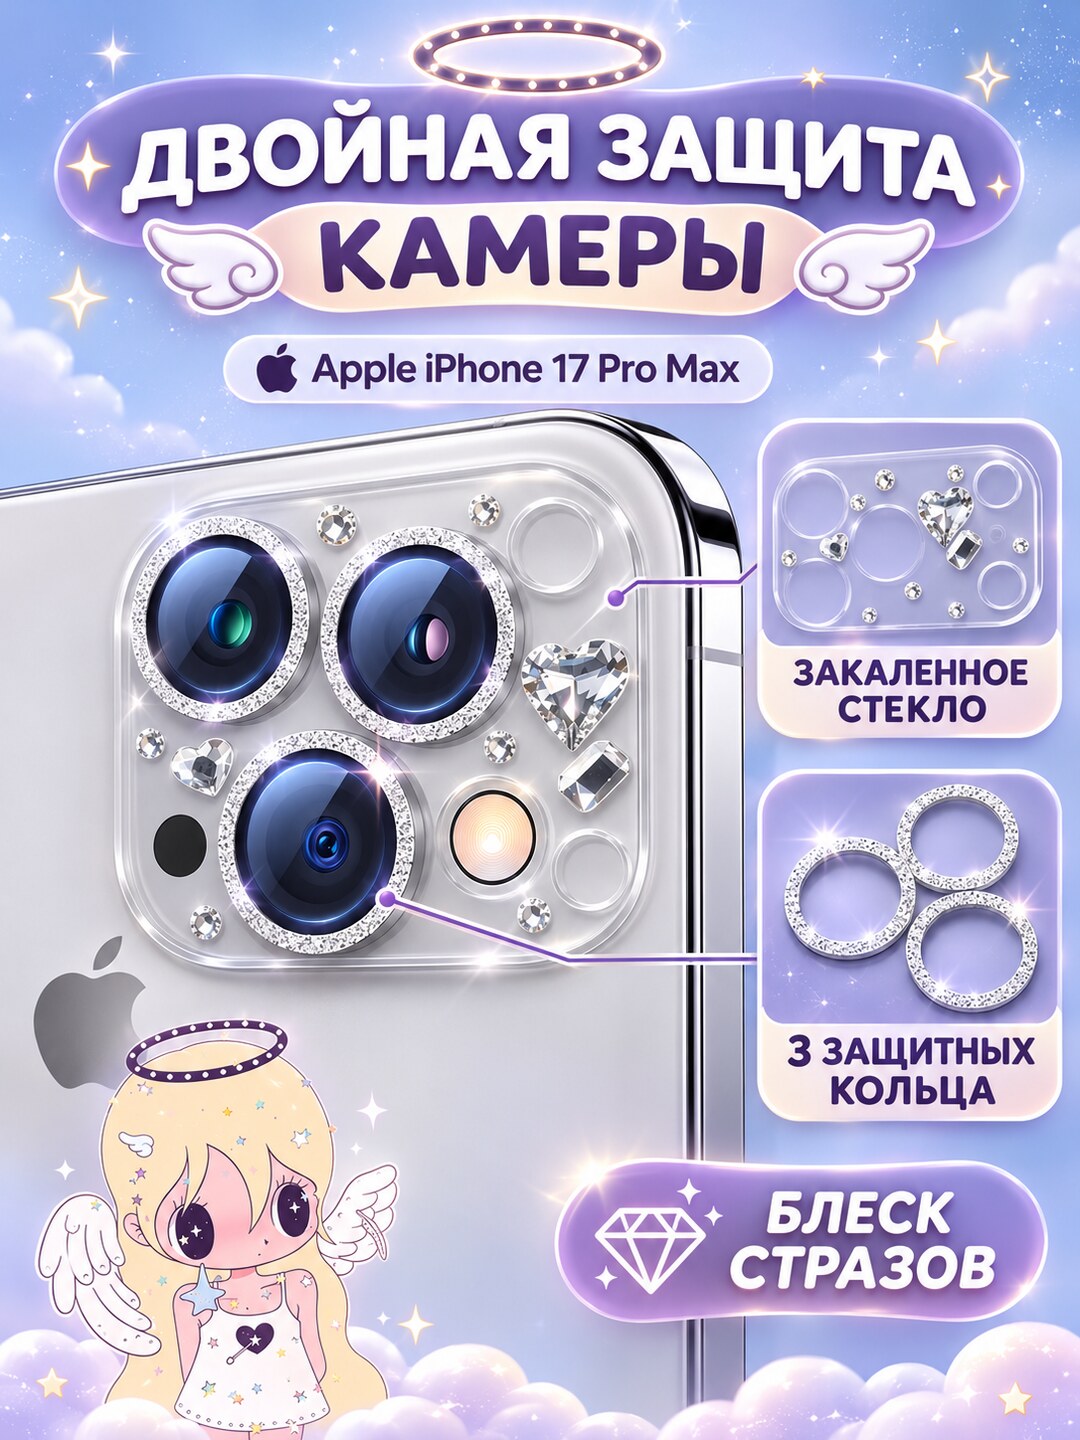 ДВОЙНАЯ ЗАЩИТА
КАМЕРЫ
Apple iPhone 17 Pro Max
ЗАКАЛЕННОЕ
СТЕКЛО
3 ЗАЩИТНЫХ
КОЛЬЦА
БЛЕСК
СТРАЗОВ